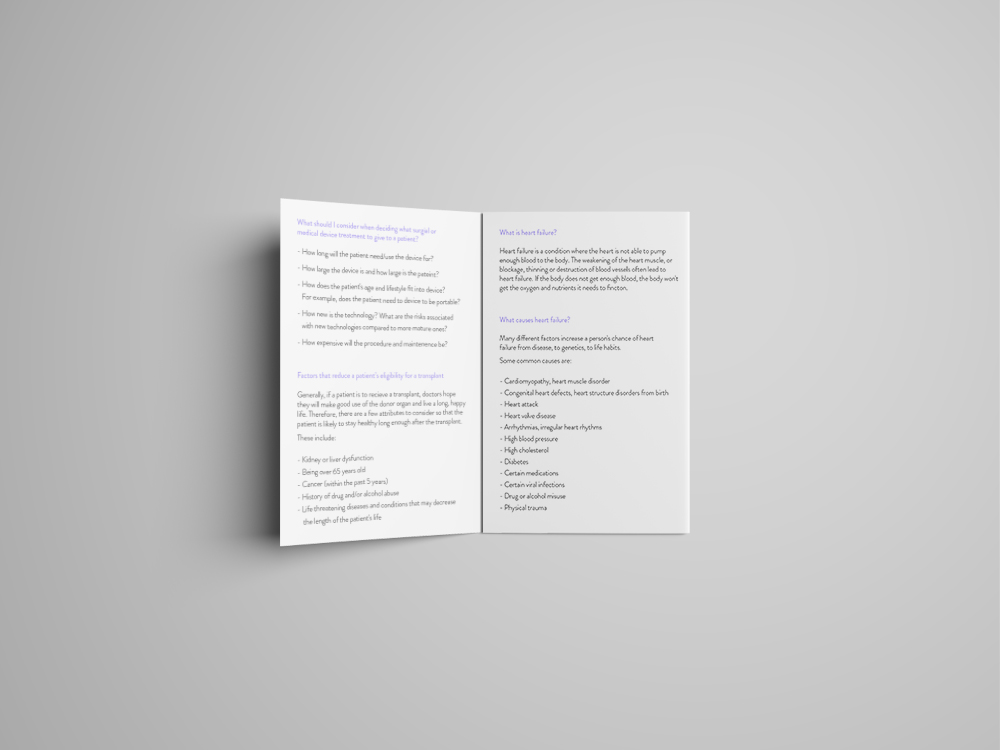 What should I consider when deciding what surgial or
medical device treatment to give to a patient?
- How long will the patient need/use the device for?
- How large the device is and how large is the pateint?
- How does the patient's age and lifestyle fit into device?
For example, does the patient need to device to be portable?
- How new is the technology? What are the risks associated
with new technologies compared to more mature ones?
- How expensive will the procedure and mainterence be?
Factors that reduce a patient's eligibility for a transplant
Generally, if a patient is to recieve a transplant, doctors hope
they will make good use of the donor organ and live a long, happy
life. Therefore, there are a few attributes to consider so that the
patient is likely to stay healthy long enough after the transplant.
These include:
- Kidney or liver dysfunction
- Being over 65 years old
- Cancer (within the past 5 years)
- History of drug and/or alcohol abuse
- Life threatening diseases and conditions that may decrease
the length of the patient's life
What is heart failure?
Heart failure is a condition where the heart is not able to pump
enough blood to the body. The weakening of the heart muscle, or
blockage, thinning or destruction of blood vessels often lead to
heart failure. If the body does not get enough blood, the body won't
get the oxygen and nutrients it needs to fincton.
What causes heart failure?
Many different factors increase a person's chance of heart
failure from disease, to genetics, to life habits.
Some common causes are:
- Cardiomyopathy, heart muscle disorder
- Congenital heart defects, heart structure disorders from birth
- Heart attack
- Heart valve disease
- Arrhythmias, irregular heart rhythms
- High blood pressure
- High cholesterol
- Diabetes
- Certain medications
- Certain viral infections
- Drug or alcohol misuse
- Physical trauma